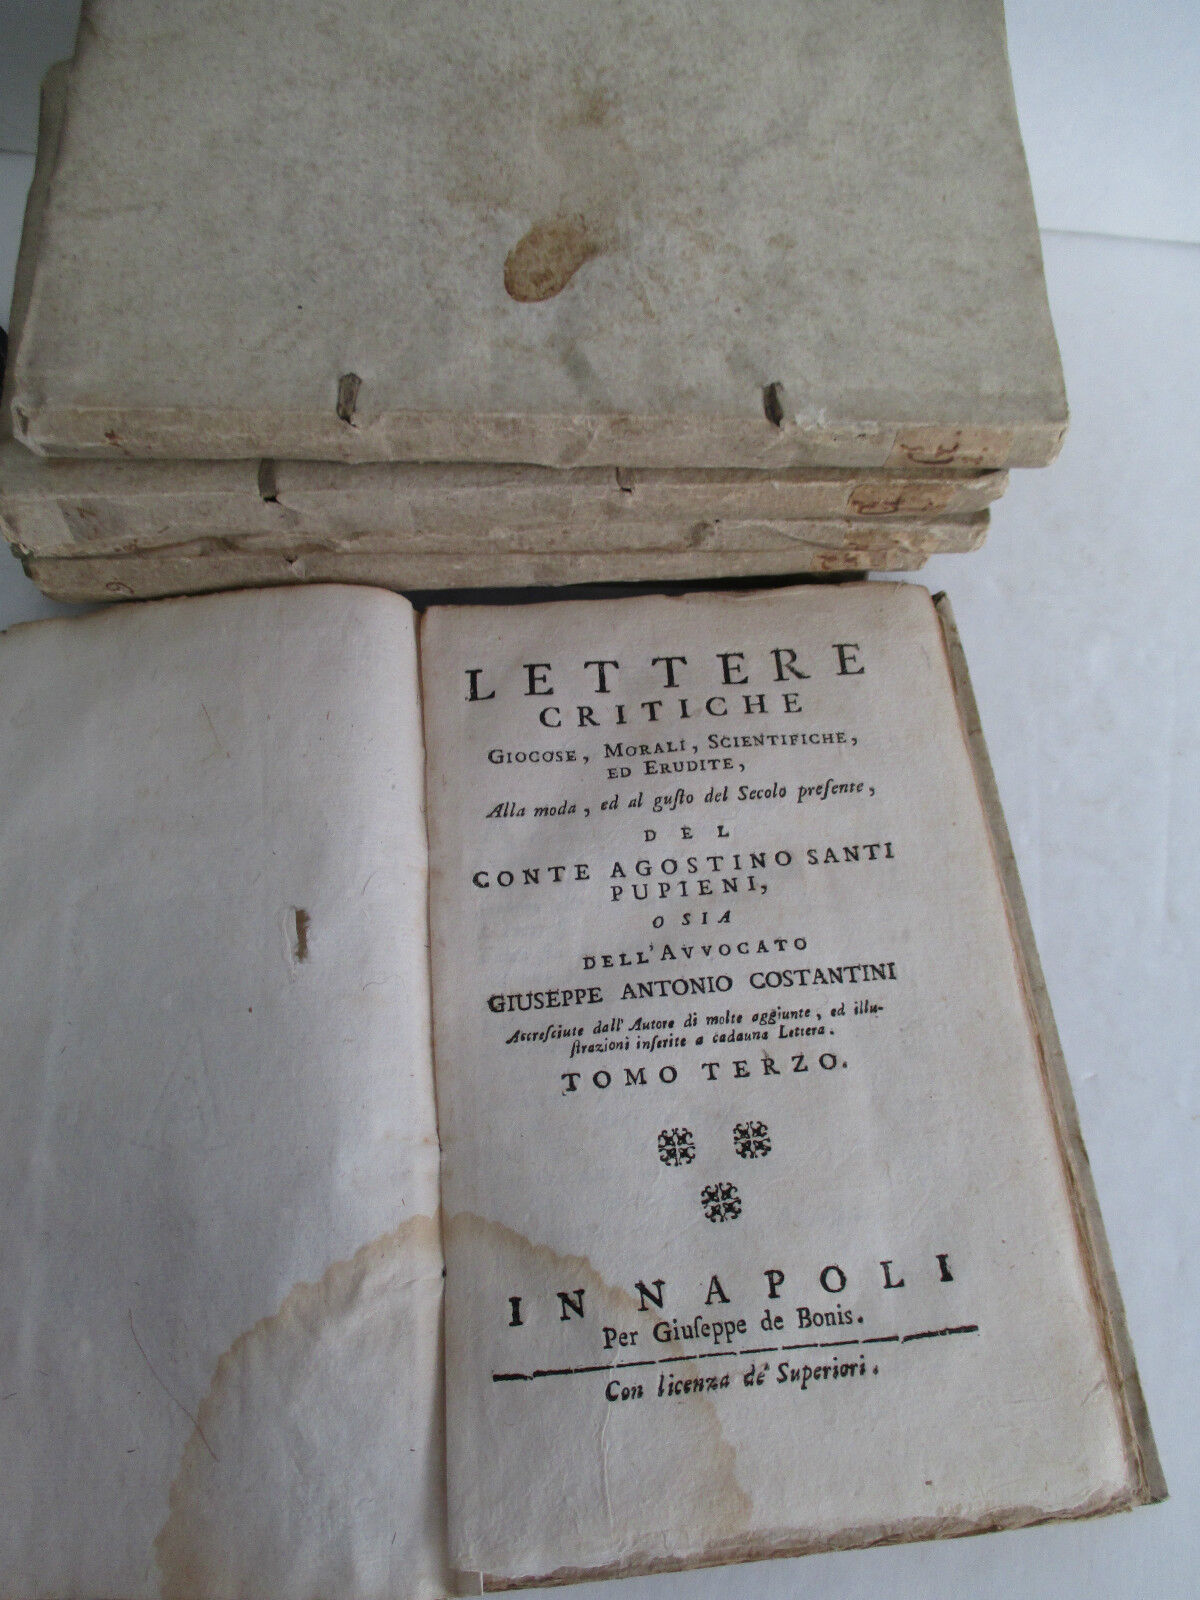 LETTERE
CRITICHE
GIOCOSE, MORALI, SCIENTIFICHE,
ED ERUDITE,
Alla moda, ed al guſto del Secolo preſente,
DEL
CONTE AGOSTINO SANTI
PUPIENI,
O SIA
DELL'AVVOCATO
GIUSEPPE ANTONIO COSTANTINI
Accreſciute dall' Autore di molte aggiunte, ed illu-
ſtrazioni inſerite a cadauna Lettera.
TOMO TERZO.
IN NAPOLI
Per Giuſeppe de Bonis.
Con licenza de' Superiori.